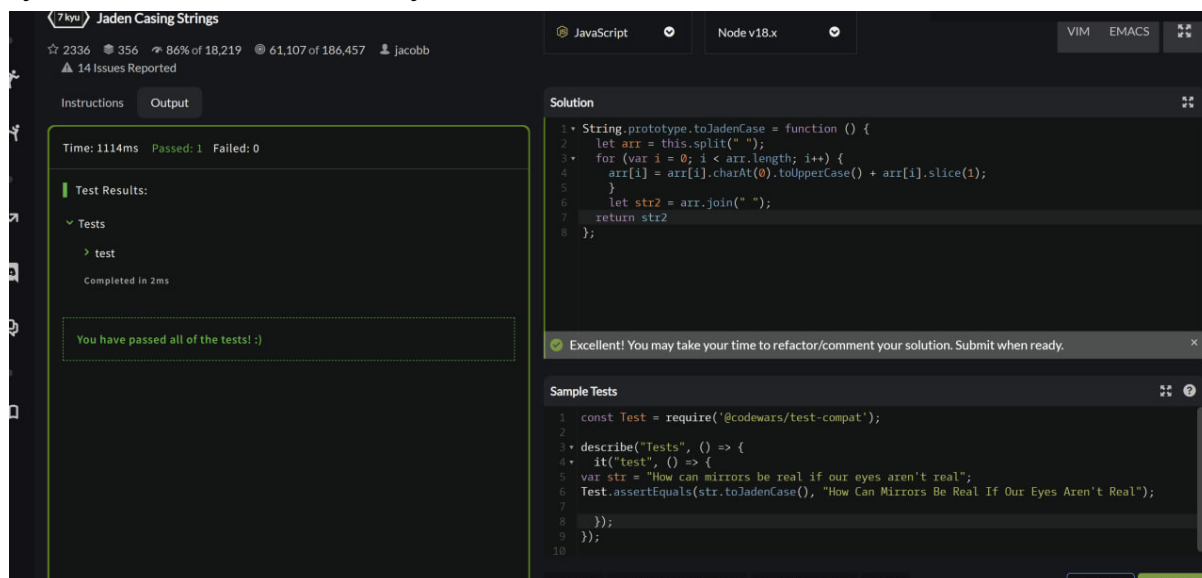 7 kyu Jaden Casing Strings
2336 356 86% of 18,219 61,107 of 186,457 jacobb
14 Issues Reported
Instructions Output
Time: 1114ms Passed: 1 Failed: 0
Test Results:
Tests
test
Completed in 2ms
You have passed all of the tests! :)
JavaScript Node v18.x VIM EMACS
Solution
1 String.prototype.toJadenCase = function () {
2 let arr = this.split(" ");
3 for (var i = 0; i < arr.length; i++) {
4 arr[i] = arr[i].charAt(0).toUpperCase() + arr[i].slice(1);
5 }
6 let str2 = arr.join(" ");
7 return str2
8 };
Excellent! You may take your time to refactor/comment your solution. Submit when ready.
Sample Tests
1 const Test = require('@codewars/test-compat');
2
3 describe("Tests", () => {
4 it("test", () => {
5 var str = "How can mirrors be real if our eyes aren't real";
6 Test.assertEquals(str.toJadenCase(), "How Can Mirrors Be Real If Our Eyes Aren't Real");
7
8 });
9 });
10